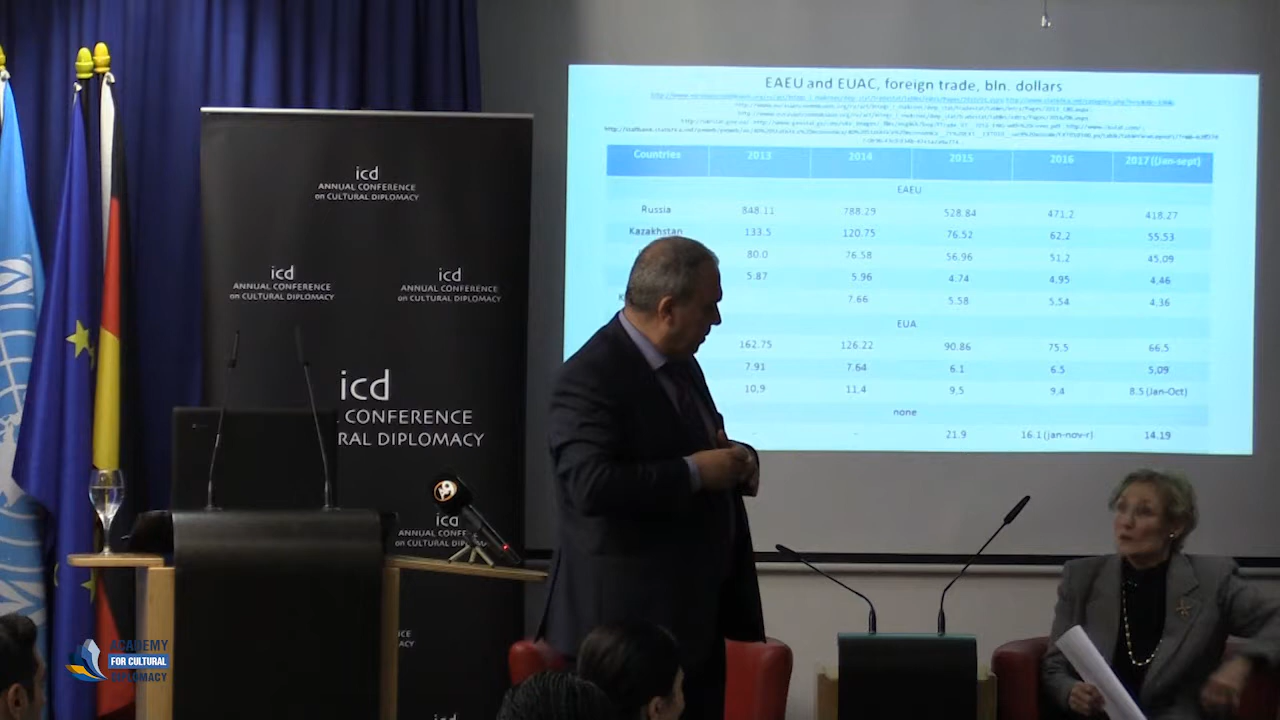 EAEU and EUAC, foreign trade, bln. dollars
Countries 2013 2014 2015 2016 2017 ((Jan-sept)
EAEU
Russia 848.11 788.29 528.84 471.2 418.27
Kazakhstan 133.5 120.75 76.52 62,2 55,53
80.0 76.58 56.96 51.2 45,09
5.87 5.96 4.74 4,95 4,46
7.66 5.58 5,54 4,36
EUA
162.75 126.22 90.86 75.5 66.5
7.91 7.64 6.1 6.5 5,09
10,9 11,4 9,5 9,4 8.5 (Jan-Oct)
none
- - 21.9 16.1 (jan-nov-r) 14.19
icd
ANNUAL CONFERENCE
on CULTURAL DIPLOMACY
icd
ANNUAL CONFERENCE
on CULTURAL DIPLOMACY
icd
ANNUAL CONFERENCE
on CULTURAL DIPLOMACY
icd
CONFERENCE
RAL DIPLOMACY
icd
ANNUAL CONFE
on CULTURAL DIPL
ACADEMY
FOR CULTURAL
DIPLOMACY